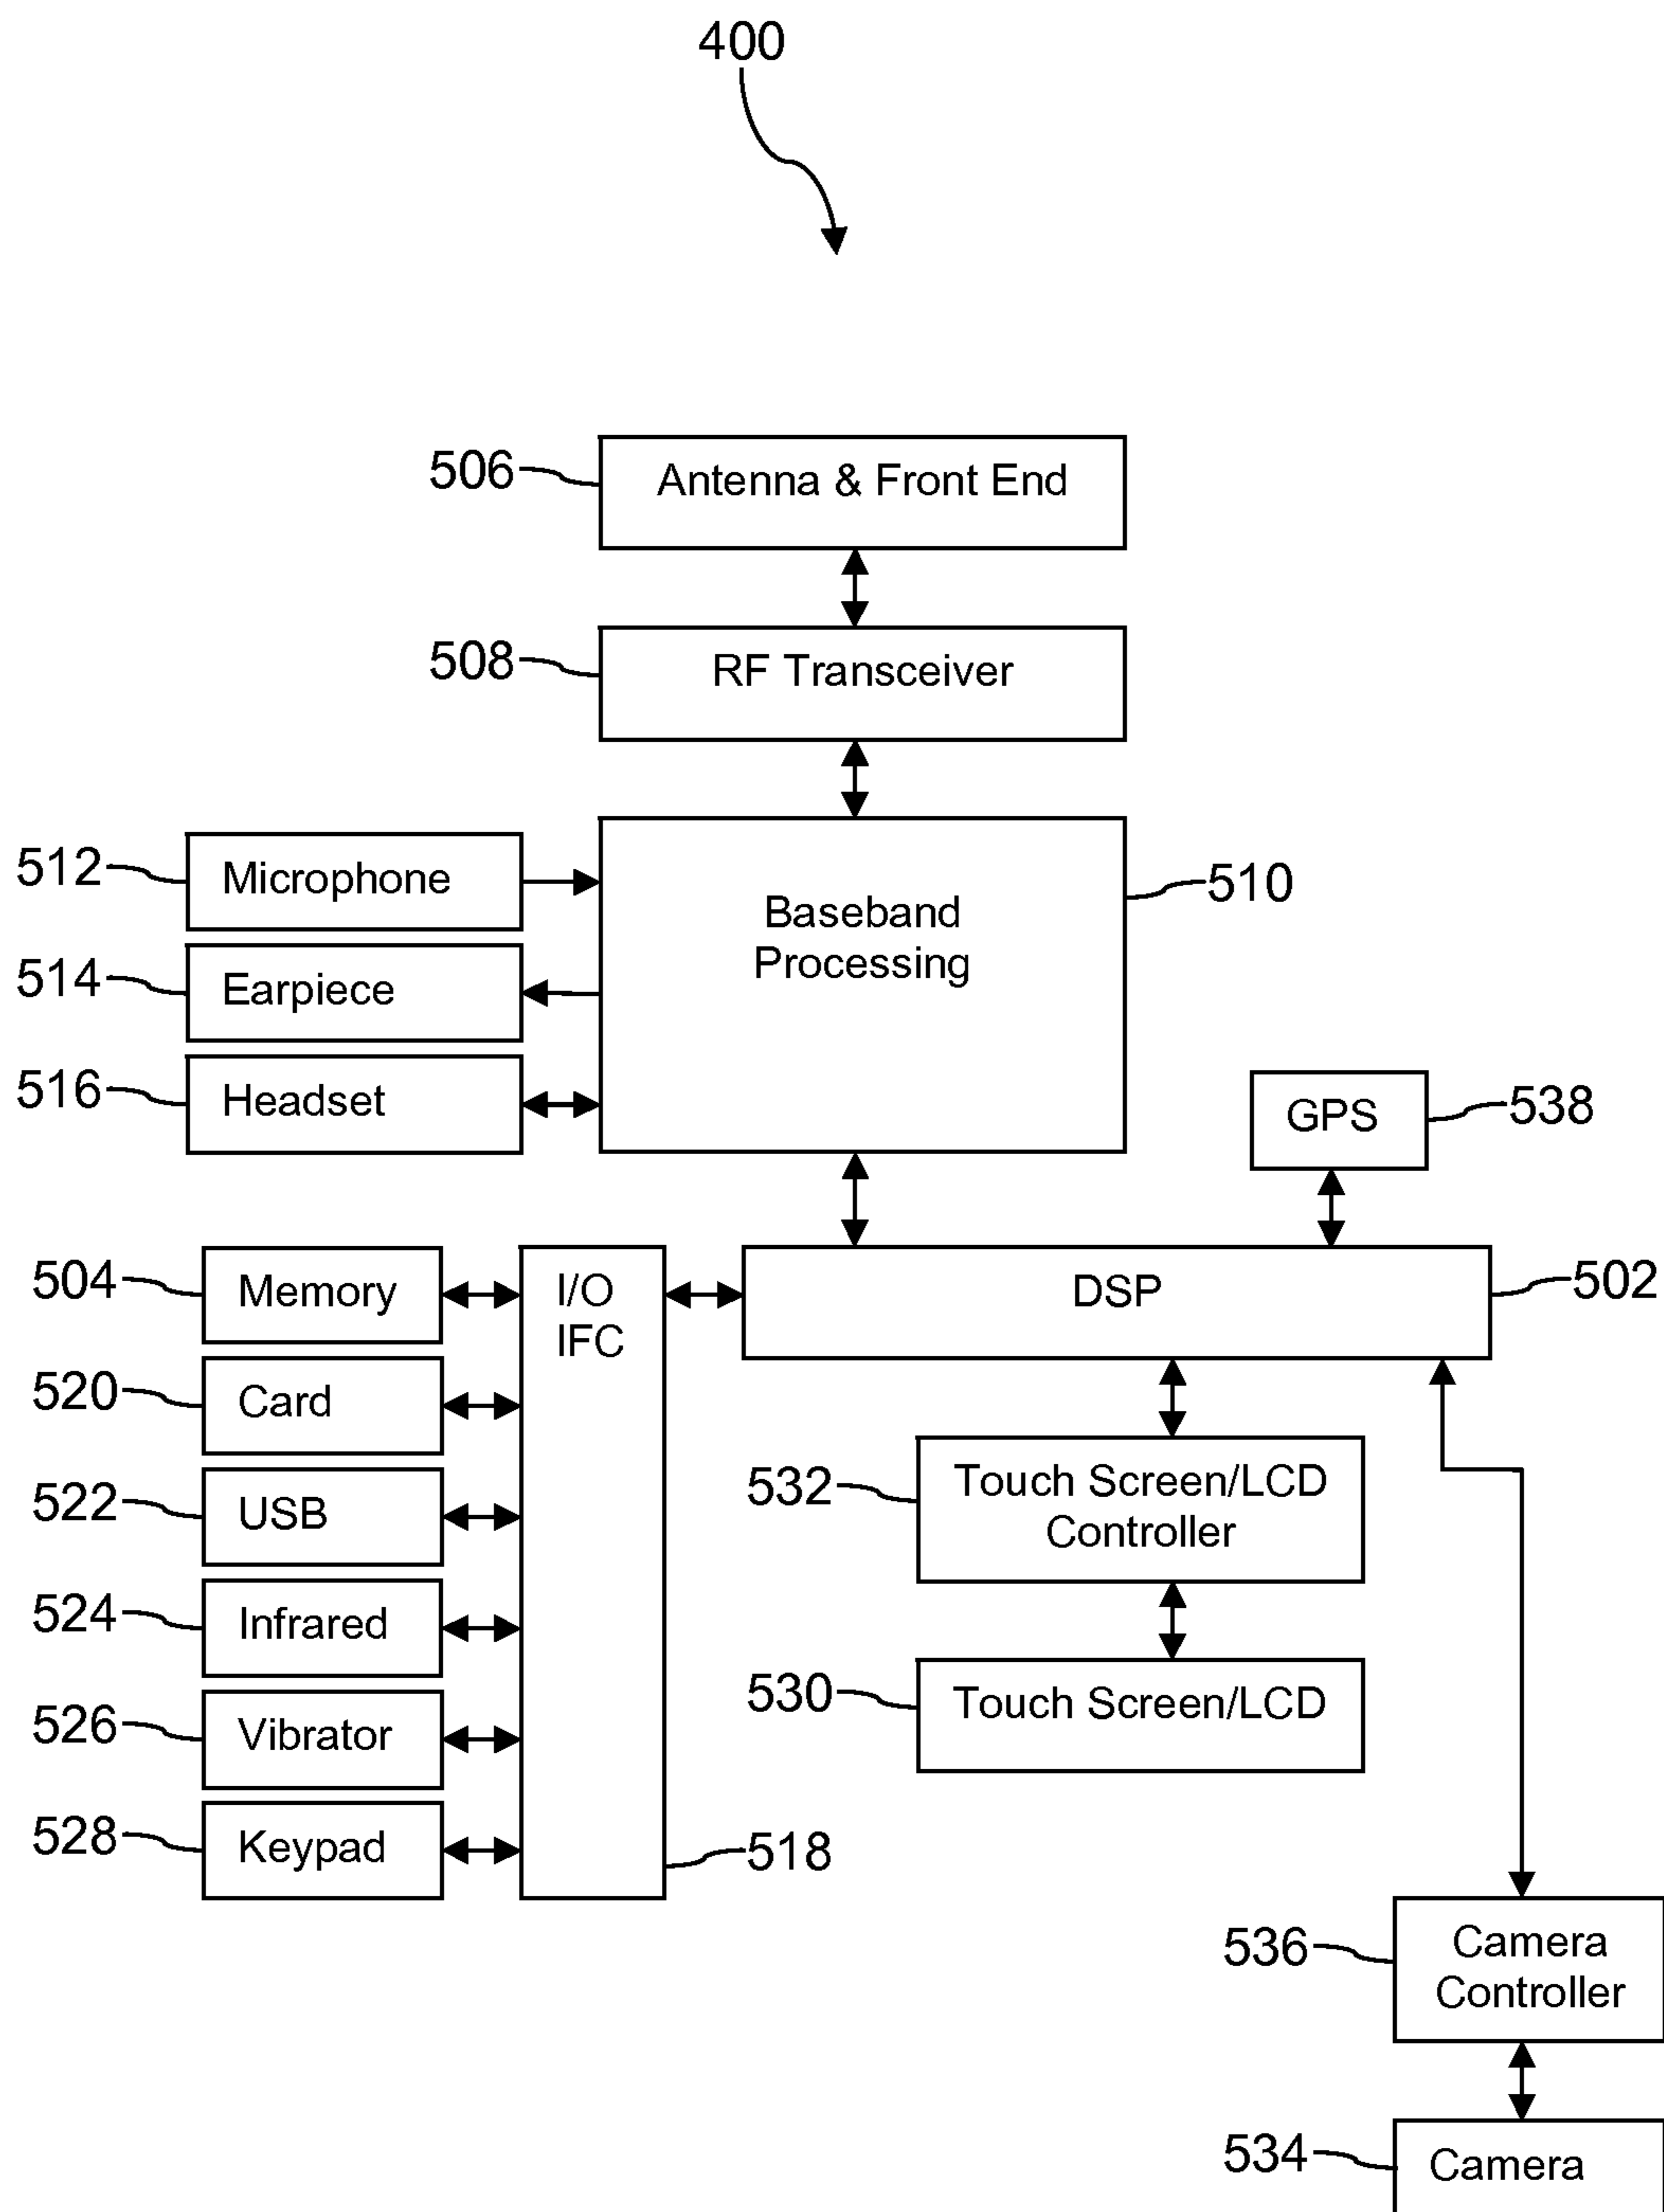 400
506
Antenna & Front End
508
RF Transceiver
512
Microphone
Baseband
Processing
510
514
Earpiece
516
Headset
GPS
538
504
Memory
I/O
IFC
DSP
502
520
Card
522
USB
532
Touch Screen/LCD
Controller
524
Infrared
526
Vibrator
530
Touch Screen/LCD
528
Keypad
518
536
Camera
Controller
534
Camera